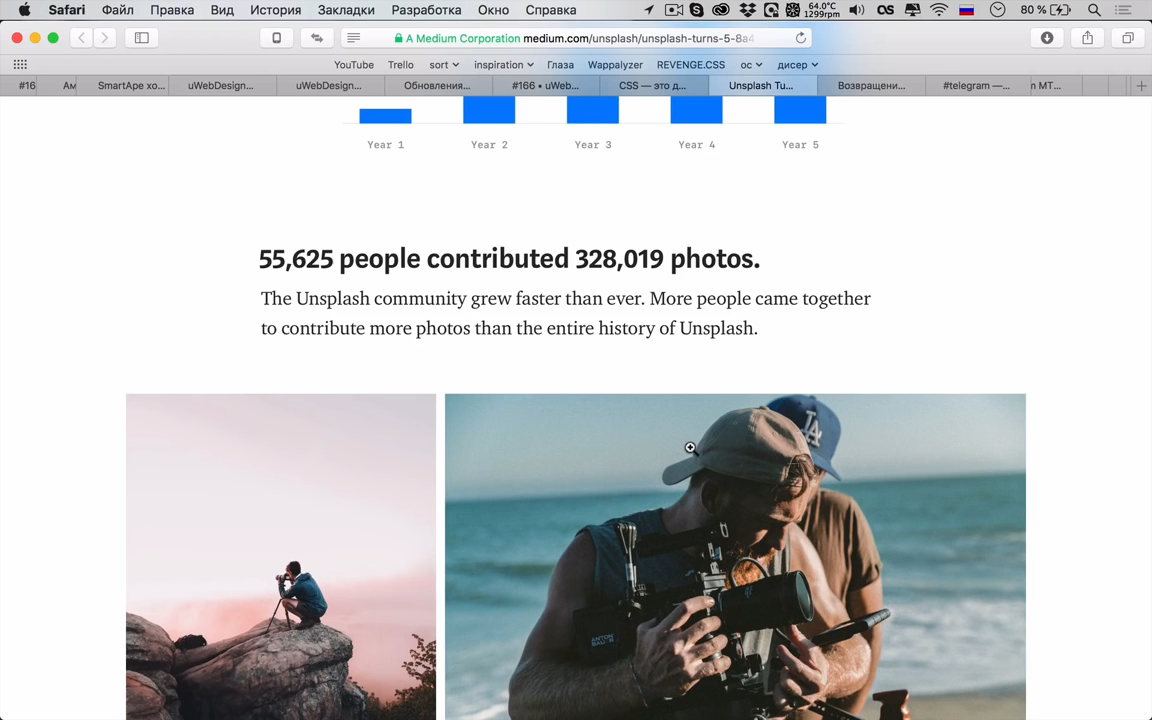 Safari Файл Правка Вид История Закладки Разработка Окно Справка 64.0°C 1299rpm 80 %
A Medium Corporation medium.com/unsplash/unsplash-turns-5-8a4
YouTube Trello sort inspiration Глаза Wappalyzer REVENGE.CSS ос дисер
#16 Ам SmartApe хо... uWebDesign... uWebDesign... Обновления... #166 • uWeb... CSS — это д... Unsplash Tu... Возвращени... #telegram —... n MT...
Year 1 Year 2 Year 3 Year 4 Year 5
55,625 people contributed 328,019 photos.
The Unsplash community grew faster than ever. More people came together
to contribute more photos than the entire history of Unsplash.
LA
ANTON
BAUER